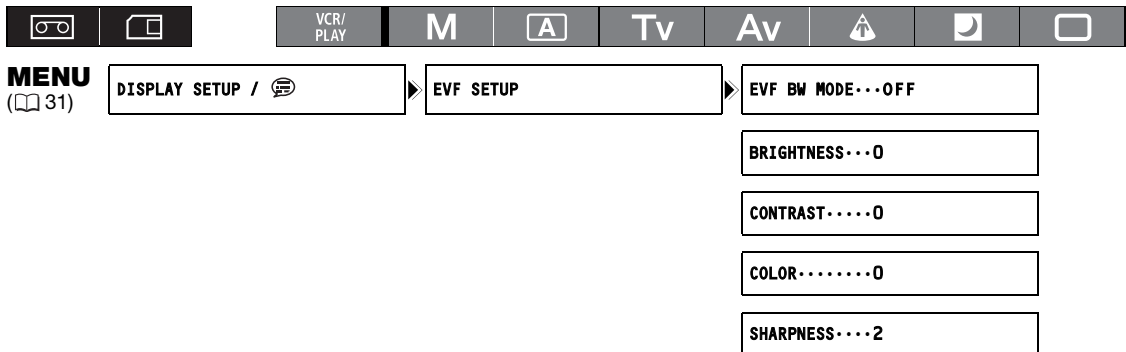 VCR/
PLAY
M A Tv Av
MENU
(31)
DISPLAY SETUP /
EVF SETUP
EVF BW MODE···OFF
BRIGHTNESS···0
CONTRAST·····0
COLOR········0
SHARPNESS····2